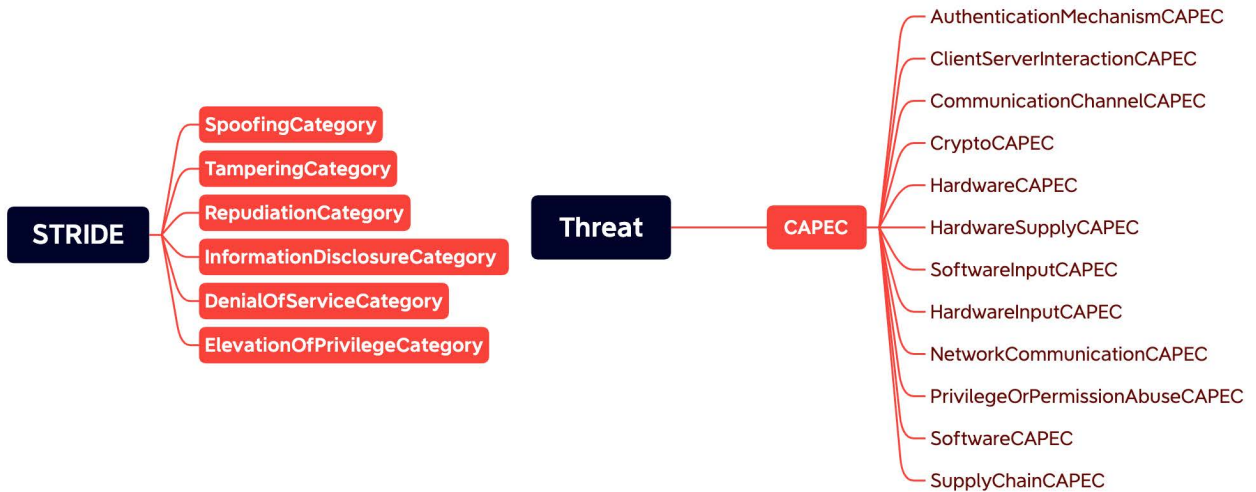 STRIDE
SpoofingCategory
TamperingCategory
RepudiationCategory
InformationDisclosureCategory
DenialOfServiceCategory
ElevationOfPrivilegeCategory
Threat
CAPEC
AuthenticationMechanismCAPEC
ClientServerInteractionCAPEC
CommunicationChannelCAPEC
CryptoCAPEC
HardwareCAPEC
HardwareSupplyCAPEC
SoftwareInputCAPEC
HardwareInputCAPEC
NetworkCommunicationCAPEC
PrivilegeOrPermissionAbuseCAPEC
SoftwareCAPEC
SupplyChainCAPEC